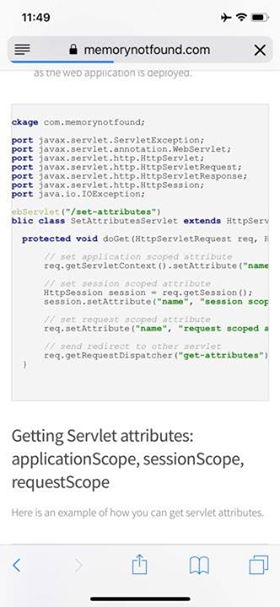 11:49
memorynotfound.com
as the web application is deployed.
ckage com.memorynotfound;
port javax.servlet.ServletException;
port javax.servlet.annotation.WebServlet;
port javax.servlet.http.HttpServlet;
port javax.servlet.http.HttpServletRequest;
port javax.servlet.http.HttpServletResponse;
port javax.servlet.http.HttpSession;
port java.io.IOException;
ebServlet("/set-attributes")
blic class SetAttributesServlet extends HttpServ
protected void doGet(HttpServletRequest req, H
// set application scoped attribute
req.getServletContext().setAttribute("name
// set session scoped attribute
HttpSession session = req.getSession();
session.setAttribute("name", "session scop
// set request scoped attribute
req.setAttribute("name", "request scoped a
// send redirect to other servlet
req.getRequestDispatcher("get-attributes")
}
Getting Servlet attributes:
applicationScope, sessionScope,
requestScope
Here is an example of how you can get servlet attributes.